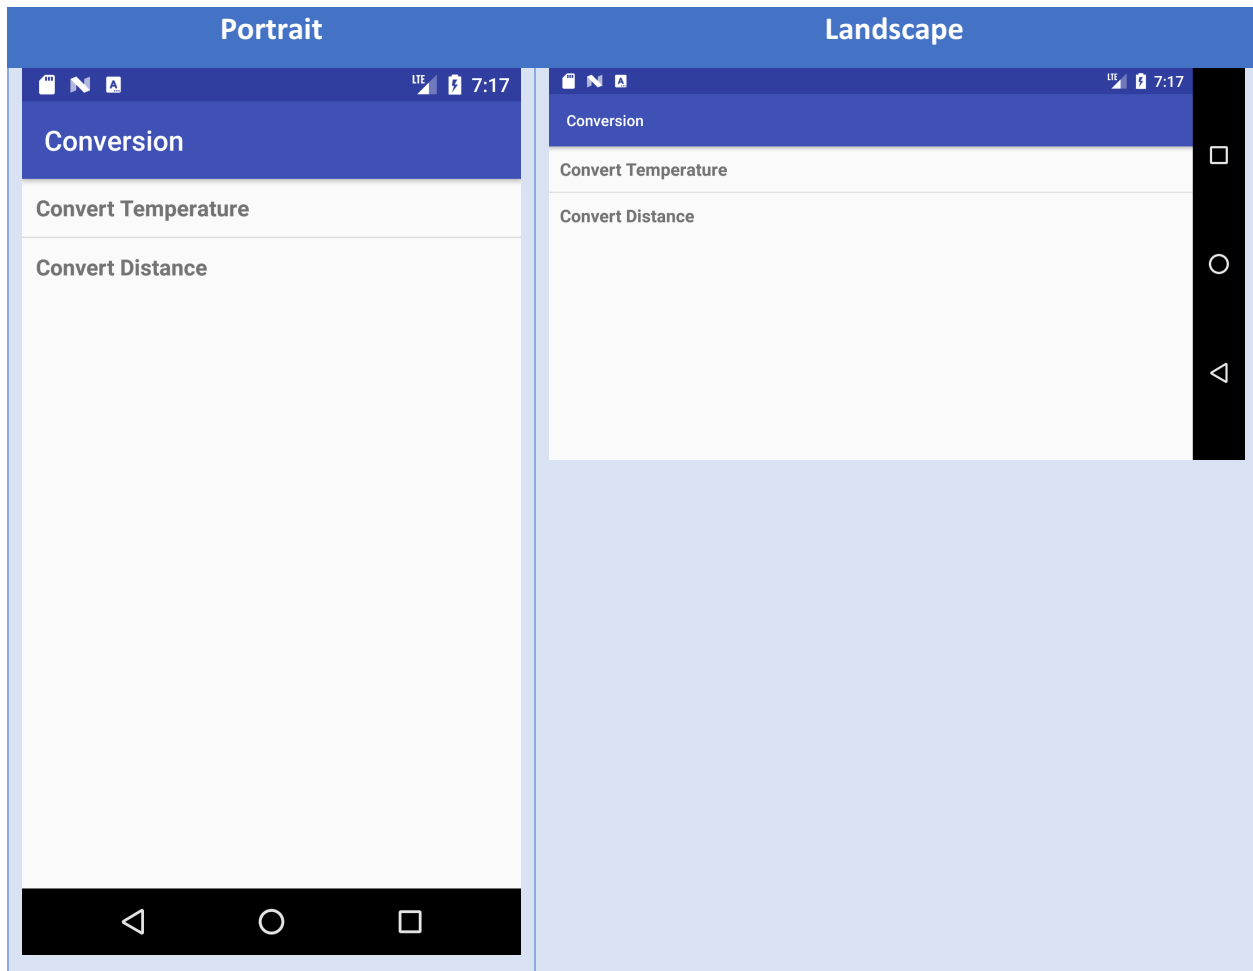 Portrait
Landscape
LTE 7:17
Conversion
Convert Temperature
Convert Distance
LTE 7:17
Conversion
Convert Temperature
Convert Distance